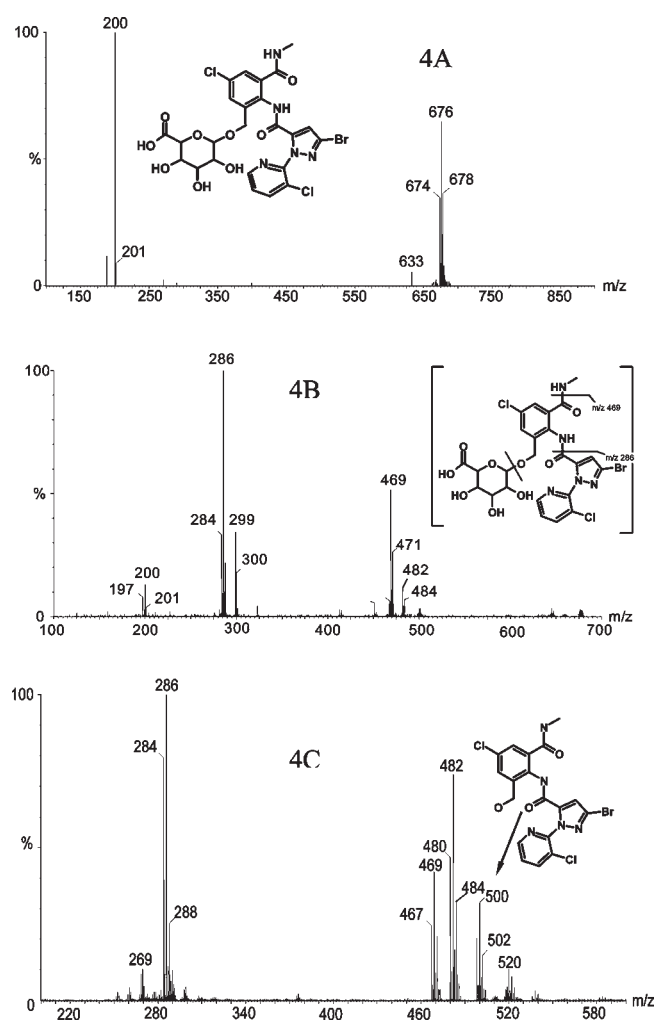 100
200
4A
HN
Cl
O
NH
O
O
O
HO
O
Br
N
N
HO
OH
OH
N
Cl
676
674
678
%
633
201
0
150
250
350
450
550
650
750
850
m/z
100
286
4B
HN
Cl
O
m/z 469
NH
O
O
O
HO
O
m/z 286
Br
N
N
HO
OH
OH
N
Cl
469
%
284
299
471
300
482
200
197
201
484
0
100
200
300
400
500
600
700
m/z
100
286
284
4C
N
Cl
O
N
O
O
Br
N
N
N
Cl
482
480
469
484
500
%
467
288
502
269
520
0
220
280
340
400
460
520
580
m/z